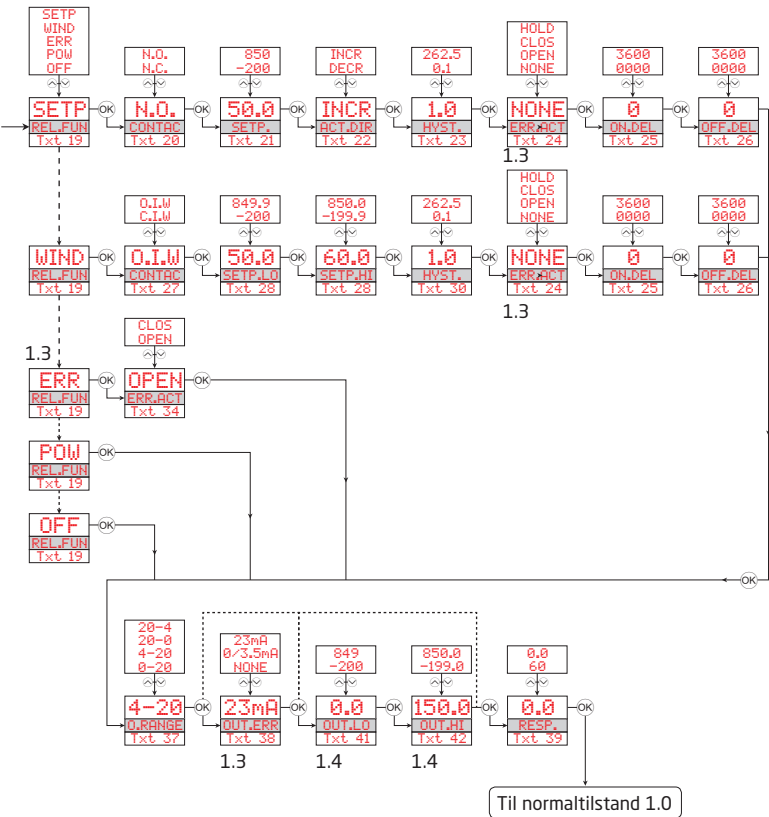 SETP
WIND
ERR
POW
OFF
N.O.
N.C.
850
-200
INCR
DECR
262.5
0.1
HOLD
CLOS
OPEN
NONE
3600
0000
3600
0000
SETP
REL.FUN
Txt 19
OK
N.O.
CONTAC
Txt 20
OK
50.0
SETP.
Txt 21
OK
INCR
ACT.DIR
Txt 22
OK
1.0
HYST.
Txt 23
OK
NONE
ERR.ACT
Txt 24
OK
0
ON.DEL
Txt 25
OK
0
OFF.DEL
Txt 26
1.3
O.I.W
C.I.W
849.9
-200
850.0
-199.9
262.5
0.1
HOLD
CLOS
OPEN
NONE
3600
0000
3600
0000
WIND
REL.FUN
Txt 19
OK
O.I.W
CONTAC
Txt 27
OK
50.0
SETP.LO
Txt 28
OK
60.0
SETP.HI
Txt 28
OK
1.0
HYST.
Txt 30
OK
NONE
ERR.ACT
Txt 24
OK
0
ON.DEL
Txt 25
OK
0
OFF.DEL
Txt 26
1.3
1.3
CLOS
OPEN
ERR
REL.FUN
Txt 19
OK
OPEN
ERR.ACT
Txt 34
OK
POW
REL.FUN
Txt 19
OK
OFF
REL.FUN
Txt 19
OK
OK
20-4
20-0
4-20
0-20
23mA
0/3.5mA
NONE
849
-200
850.0
-199.0
0.0
60
4-20
O.RANGE
Txt 37
OK
23mA
OUT.ERR
Txt 38
OK
0.0
OUT.LO
Txt 41
OK
150.0
OUT.HI
Txt 42
OK
0.0
RESP.
Txt 39
OK
1.3
1.4
1.4
Til normaltilstand 1.0